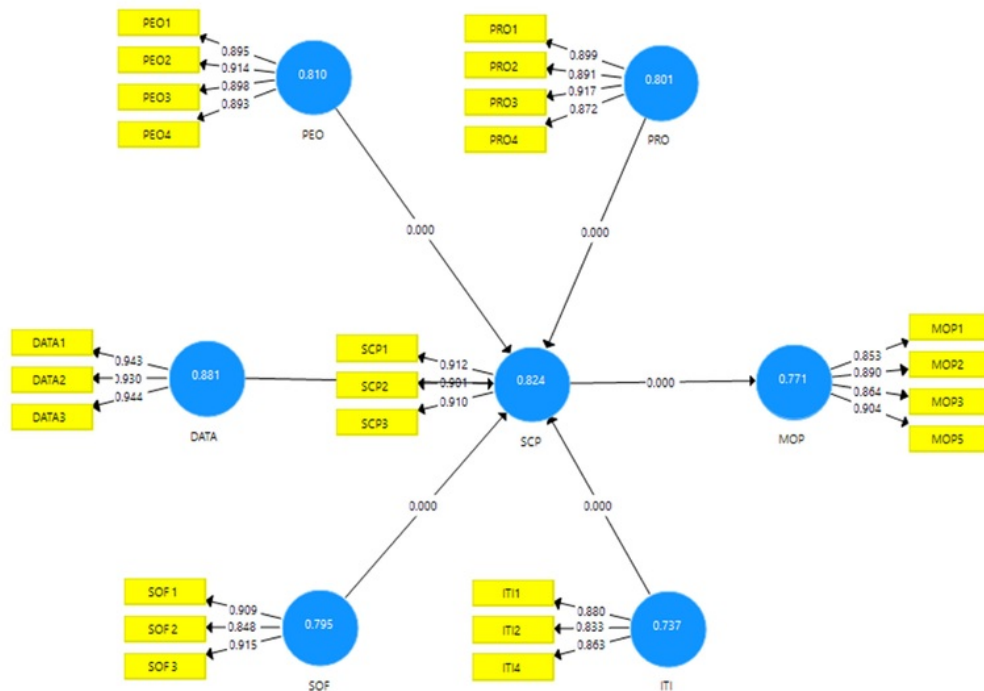 PEO1
PEO2
PEO3
PEO4
0.895
0.914
0.898
0.893
0.810
PEO
PRO1
PRO2
PRO3
PRO4
0.899
0.891
0.917
0.872
0.801
PRO
0.000
0.000
DATA1
DATA2
DATA3
0.943
0.930
0.944
0.881
DATA
SCP1
SCP2
SCP3
0.912
0.901
0.910
0.824
SCP
0.000
0.771
MOP
0.853
0.890
0.864
0.904
MOP1
MOP2
MOP3
MOP5
0.000
0.000
SOF 1
SOF 2
SOF 3
0.909
0.848
0.915
0.795
SOF
ITI1
ITI2
ITI4
0.880
0.833
0.863
0.737
ITI